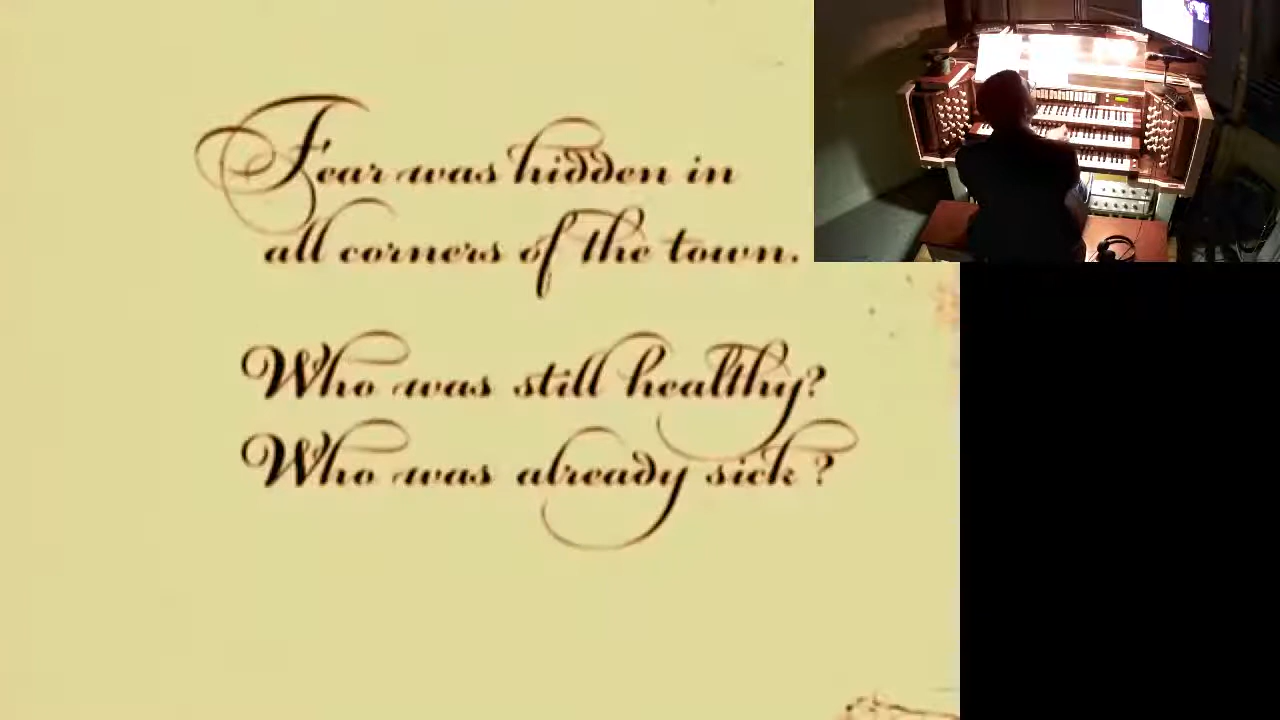 Fear was hidden in
all corners of the town.
Who was still healthy?
Who was already sick?